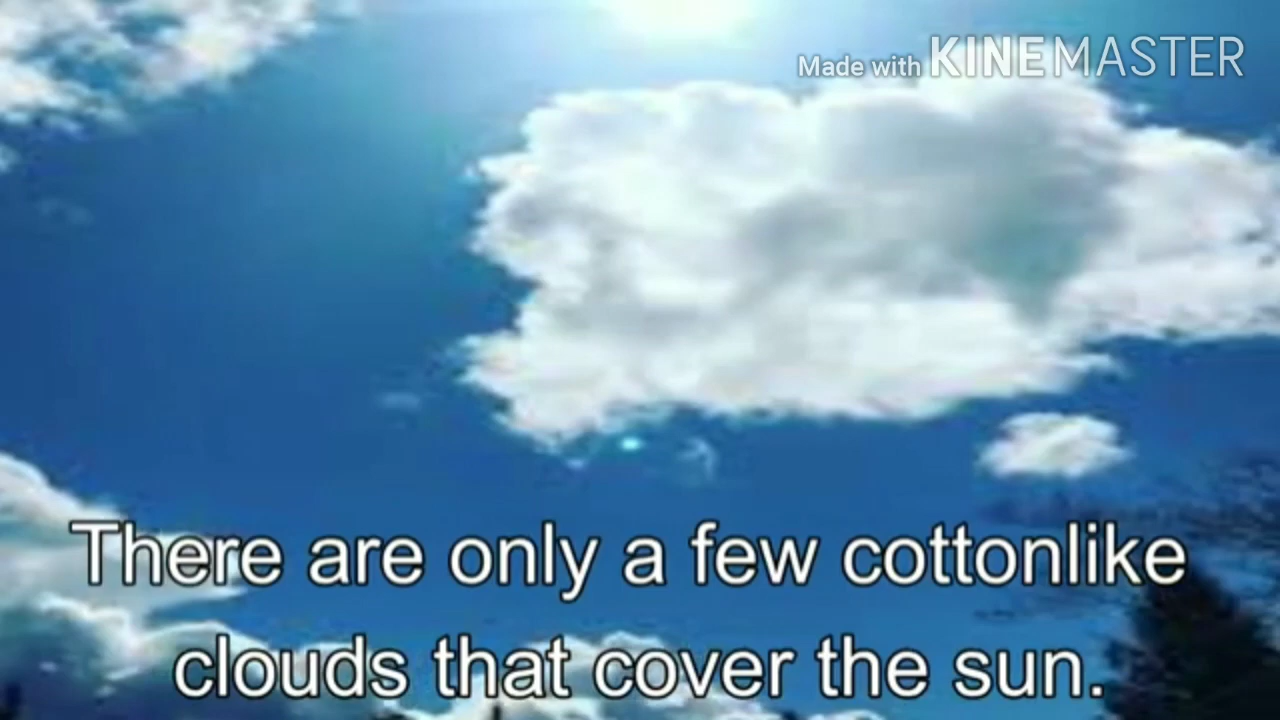 Made with KINEMASTER
There are only a few cottonlike
clouds that cover the sun.